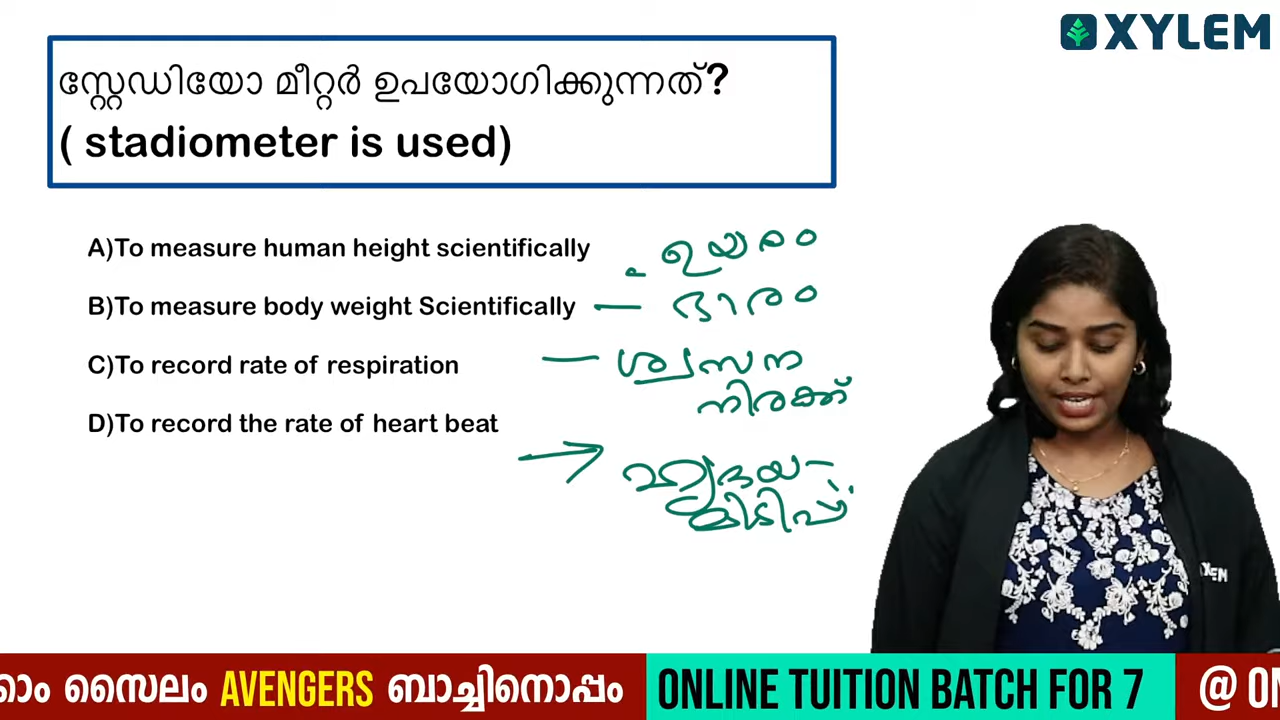 XYLEM
സ്റ്റേഡിയോ മീറ്റർ ഉപയോഗിക്കുന്നത്?
( stadiometer is used)
A)To measure human height scientifically
ഉയരം
B)To measure body weight Scientifically
ഭാരം
C)To record rate of respiration
ശ്വസന
നിരക്ക്
D)To record the rate of heart beat
ഹൃദയ-
മിടിപ്പ്
XYLEM
കാം സൈലം AVENGERS ബാച്ചിനൊപ്പം ONLINE TUITION BATCH FOR 7 @